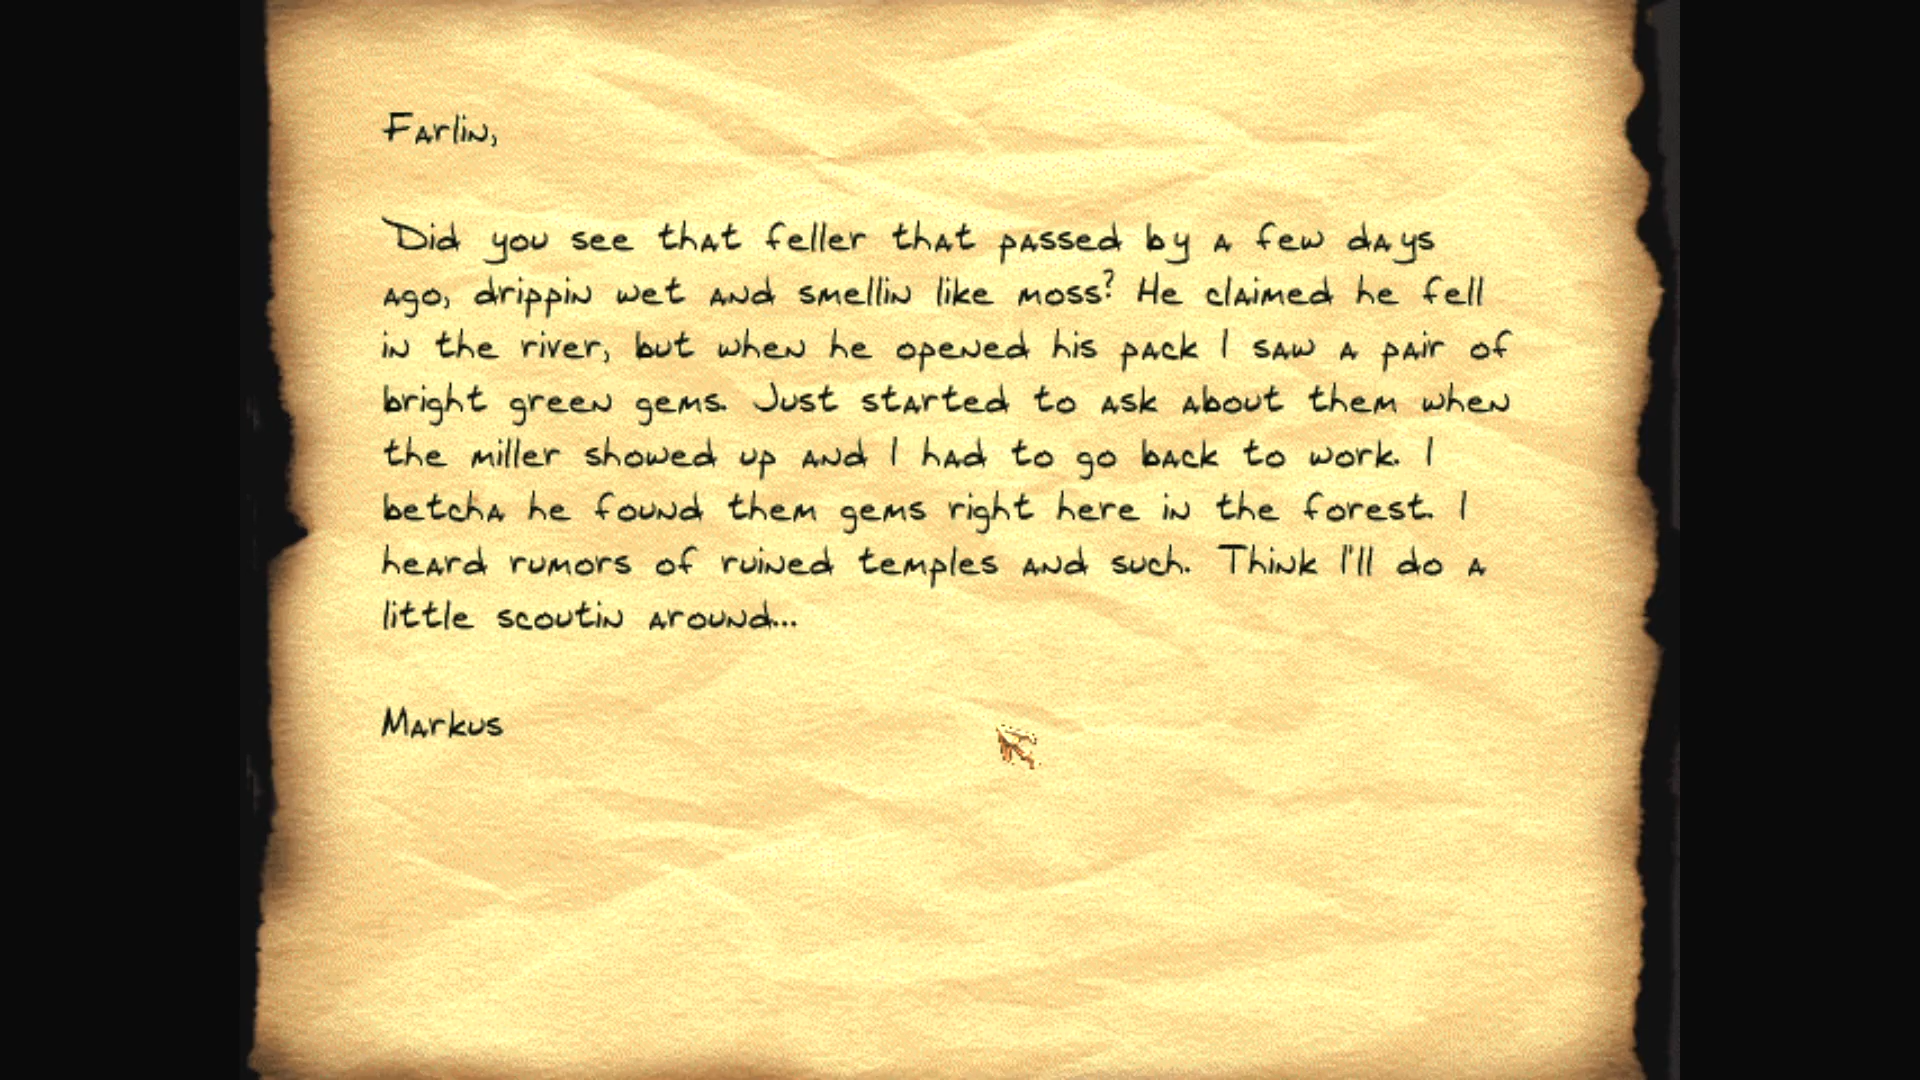 Farlin,
Did you see that feller that passed by a few days
ago, drippin wet and smellin like moss? He claimed he fell
in the river, but when he opened his pack I saw a pair of
bright green gems. Just started to ask about them when
the miller showed up and I had to go back to work. I
betcha he found them gems right here in the forest. I
heard rumors of ruined temples and such. Think I'll do a
little scoutin around...
Markus